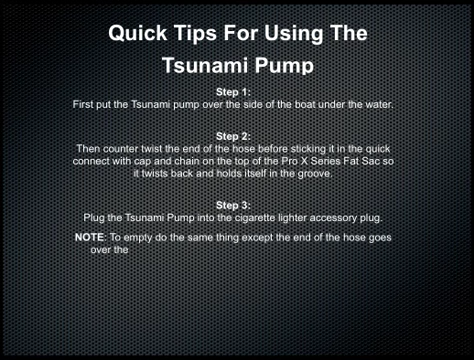 Quick Tips For Using The
Tsunami Pump
Step 1:
First put the Tsunami pump over the side of the boat under the water.
Step 2:
Then counter twist the end of the hose before sticking it in the quick
connect with cap and chain on the top of the Pro X Series Fat Sac so
it twists back and holds itself in the groove.
Step 3:
Plug the Tsunami Pump into the cigarette lighter accessory plug.
NOTE: To empty do the same thing except the end of the hose goes
over the